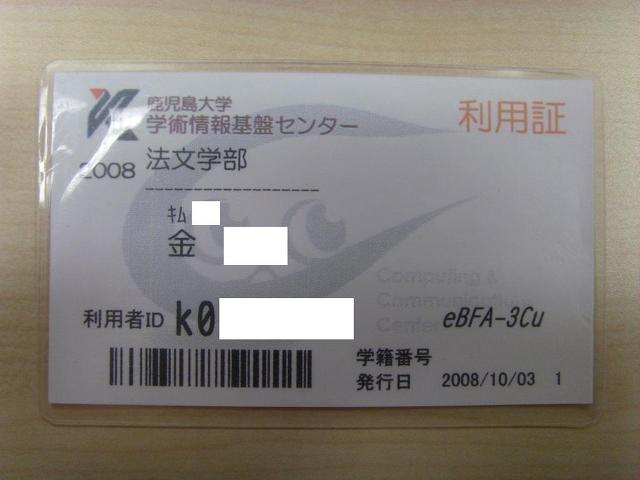 鹿児島大学
学術情報基盤センター
利用証
2008 法文学部
ｷﾑ
金
Computing &
Communications
Center
利用者ID k0
eBFA-3Cu
学籍番号
発行日 2008/10/03 1